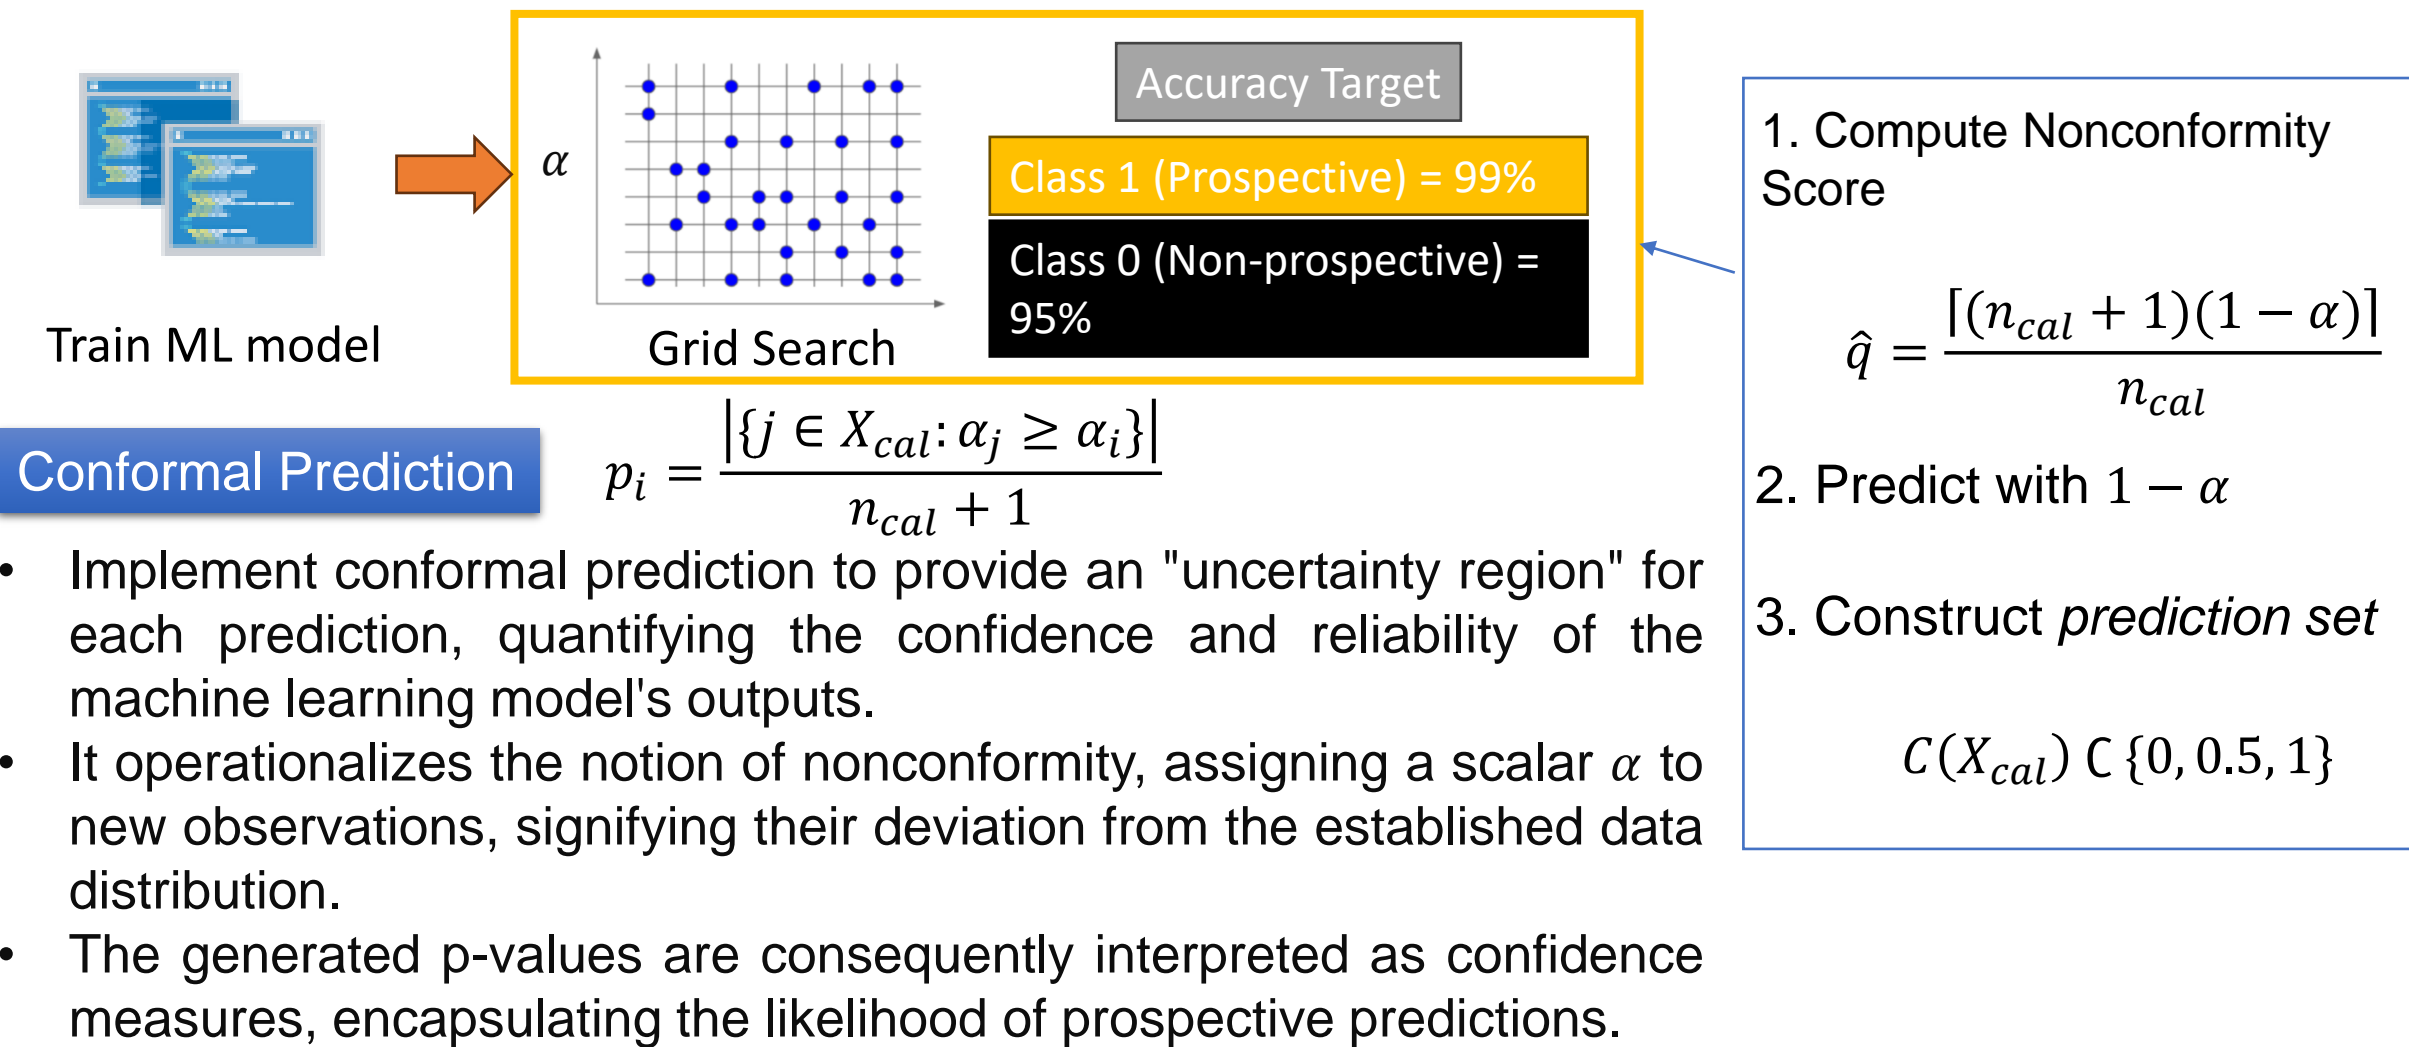 Train ML model
α
Grid Search
Accuracy Target
Class 1 (Prospective) = 99%
Class 0 (Non-prospective) =
95%
Conformal Prediction
p_i = |{j ∈ X_cal: α_j ≥ α_i}| / (n_cal + 1)
• Implement conformal prediction to provide an "uncertainty region" for
each prediction, quantifying the confidence and reliability of the
machine learning model's outputs.
• It operationalizes the notion of nonconformity, assigning a scalar α to
new observations, signifying their deviation from the established data
distribution.
• The generated p-values are consequently interpreted as confidence
measures, encapsulating the likelihood of prospective predictions.
1. Compute Nonconformity
Score
q̂ = ⌈(n_cal + 1)(1 − α)⌉ / n_cal
2. Predict with 1 − α
3. Construct prediction set
C(X_cal) ⊂ {0, 0.5, 1}